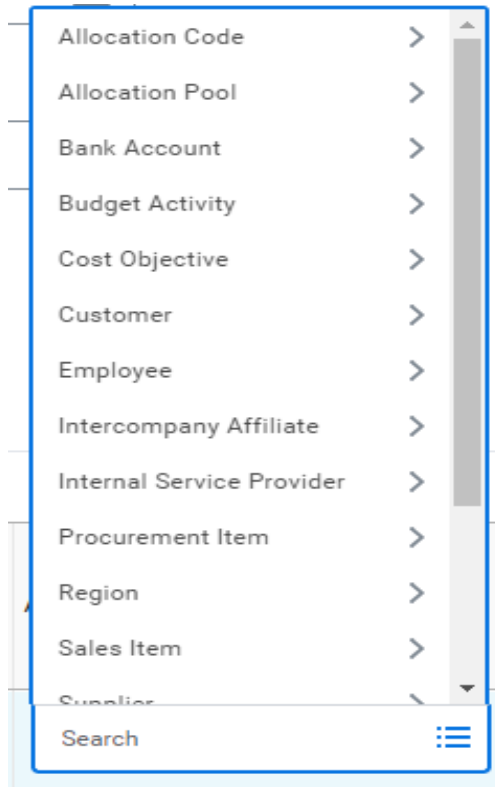 Allocation Code
Allocation Pool
Bank Account
Budget Activity
Cost Objective
Customer
Employee
Intercompany Affiliate
Internal Service Provider
Procurement Item
Region
Sales Item
Supplier
Search